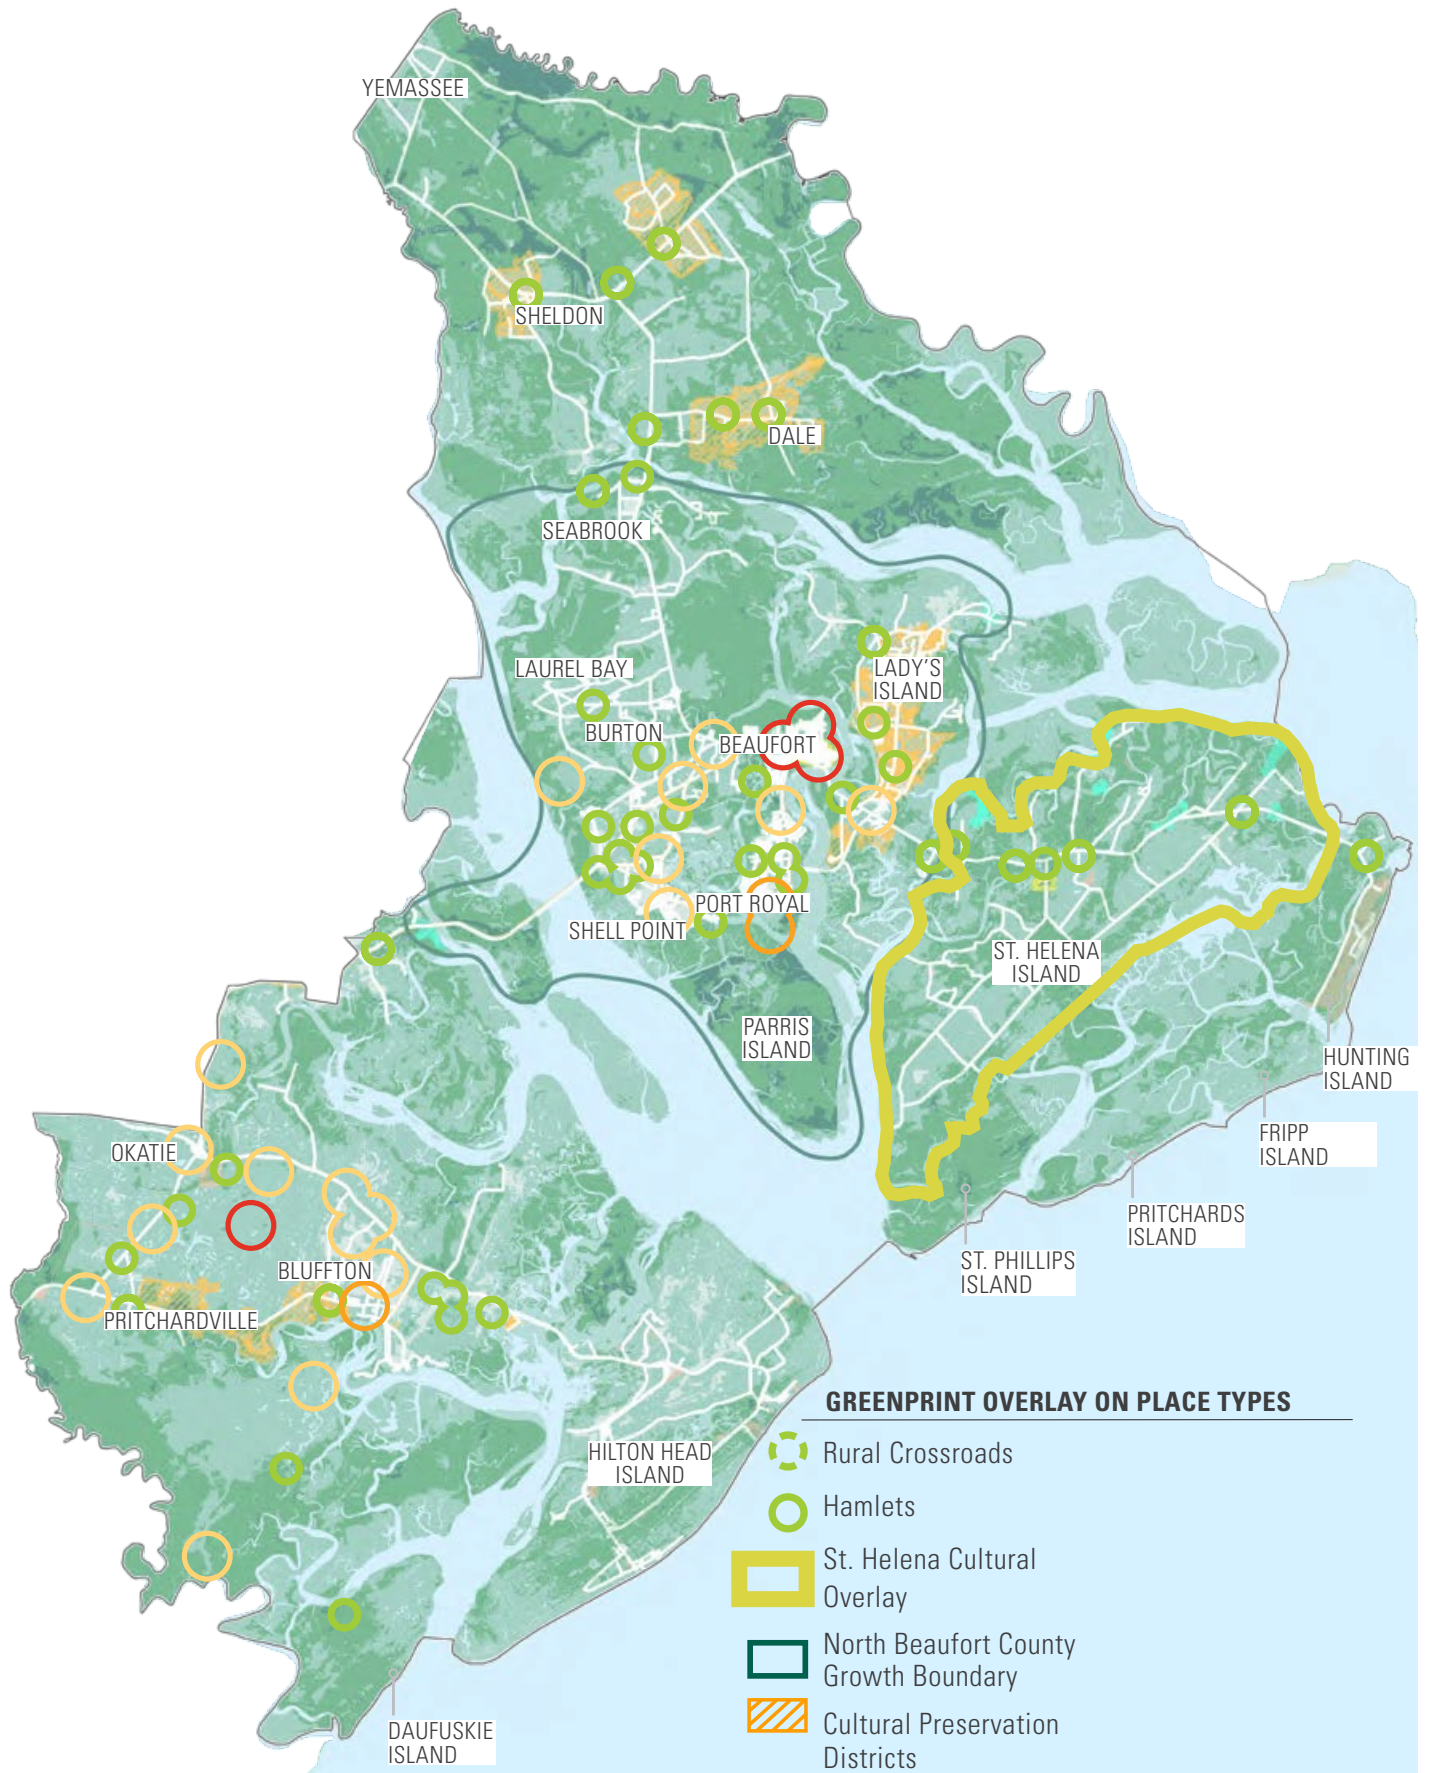 YEMASSEE
SHELDON
DALE
SEABROOK
LAUREL BAY
LADY'S
ISLAND
BURTON
BEAUFORT
PORT ROYAL
SHELL POINT
ST. HELENA
ISLAND
PARRIS
ISLAND
HUNTING
ISLAND
FRIPP
ISLAND
OKATIE
PRITCHARDS
ISLAND
ST. PHILLIPS
ISLAND
BLUFFTON
PRITCHARDVILLE
HILTON HEAD
ISLAND
DAUFUSKIE
ISLAND
GREENPRINT OVERLAY ON PLACE TYPES
Rural Crossroads
Hamlets
St. Helena Cultural
Overlay
North Beaufort County
Growth Boundary
Cultural Preservation
Districts